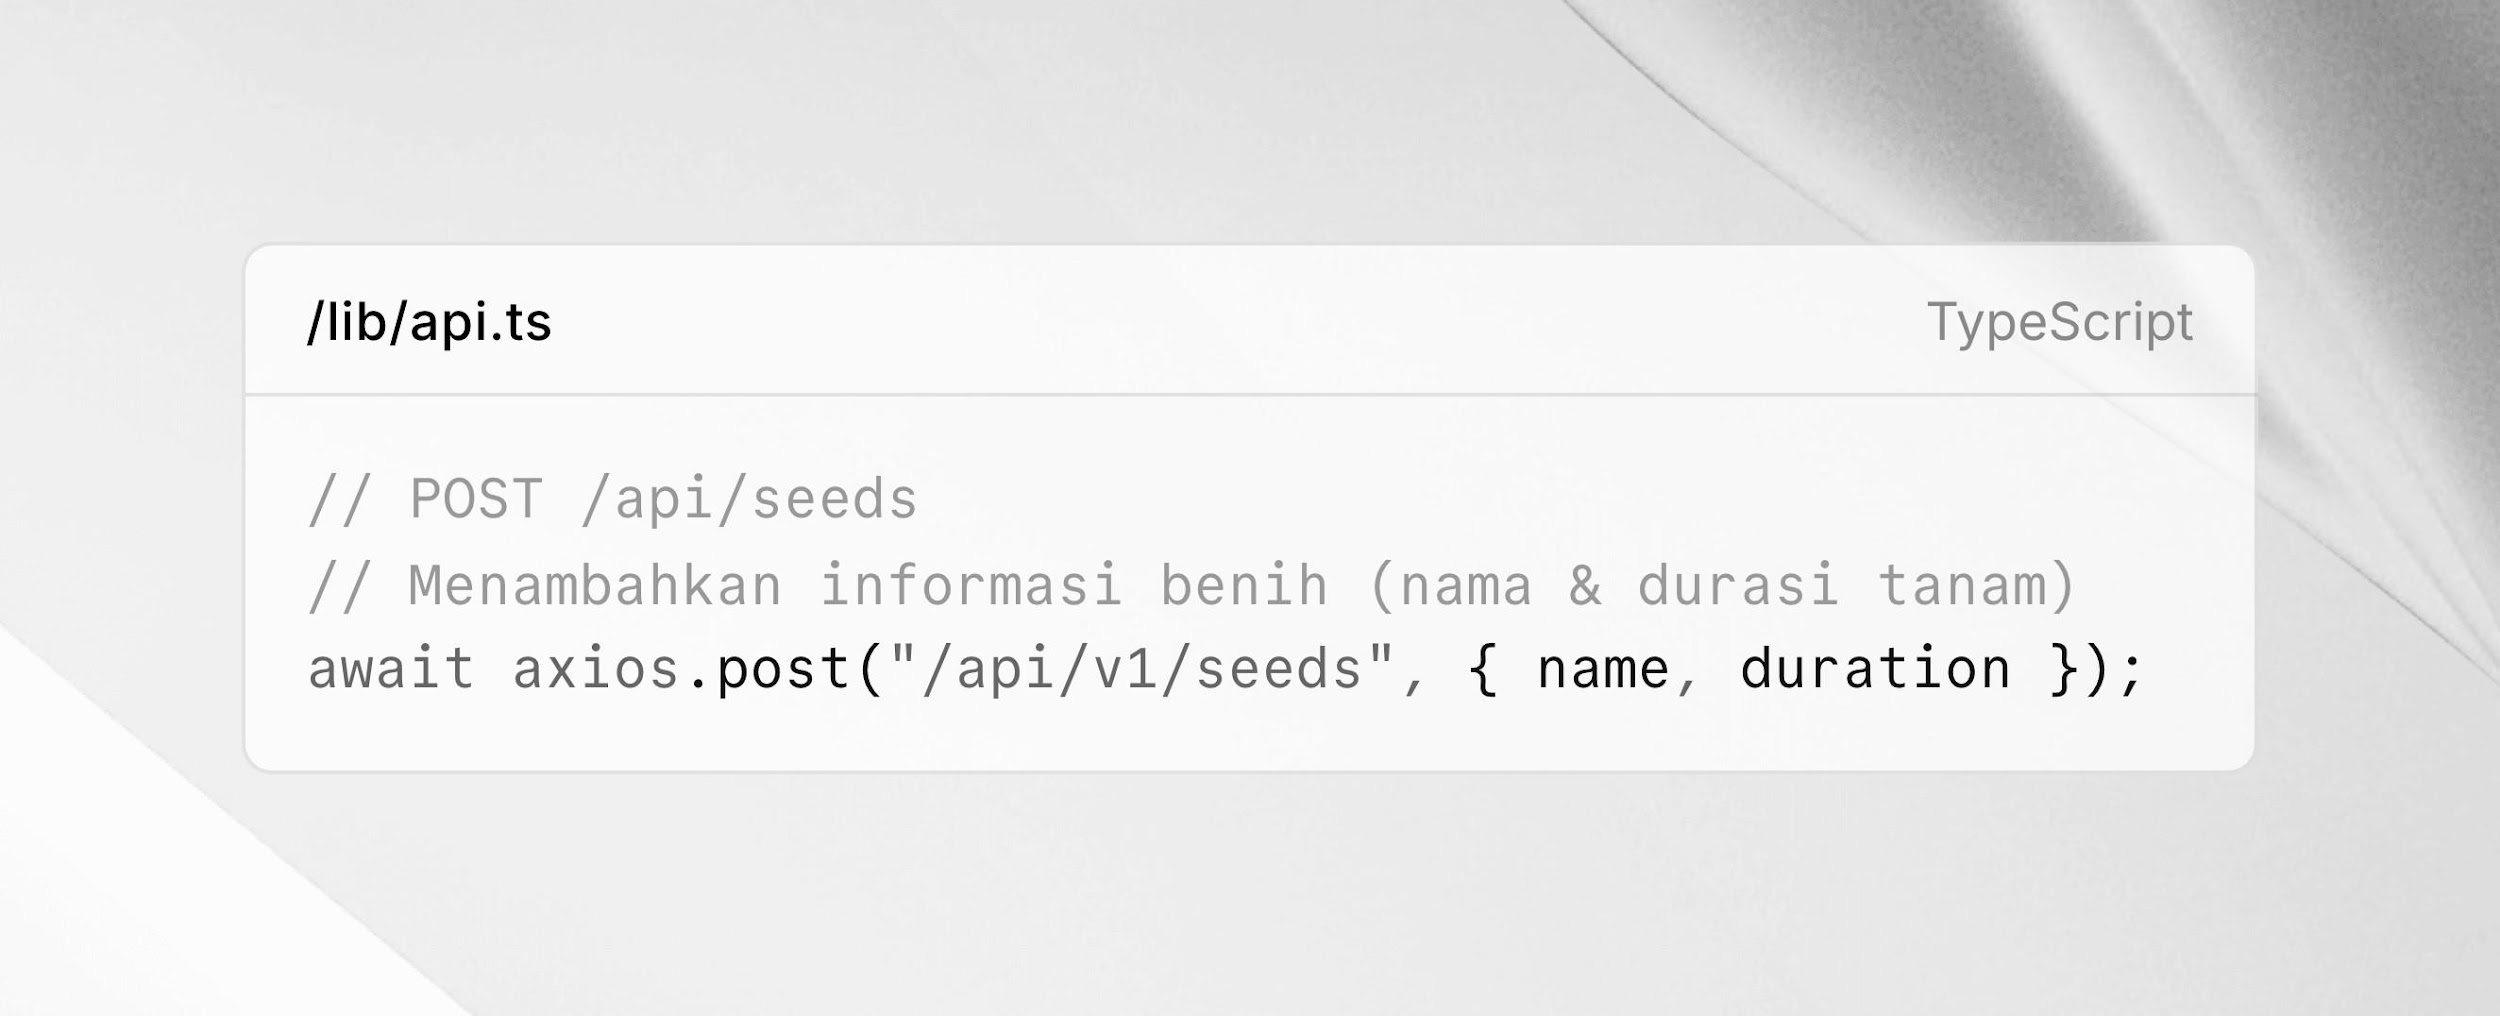 /lib/api.ts
TypeScript
// POST /api/seeds
// Menambahkan informasi benih (nama & durasi tanam)
await axios.post("/api/v1/seeds", { name, duration });